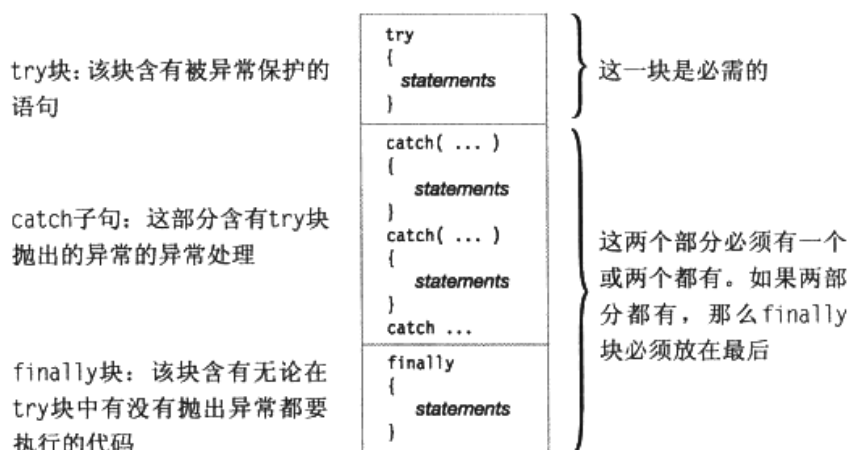 try块：该块含有被异常保护的
语句
try
{
statements
}
这一块是必需的
catch子句：这部分含有try块
抛出的异常的异常处理
catch( ... )
{
statements
}
catch( ... )
{
statements
}
catch ...
这两个部分必须有一个
或两个都有。如果两部
分都有，那么finally
块必须放在最后
finally块：该块含有无论在
try块中有没有抛出异常都要
执行的代码
finally
{
statements
}